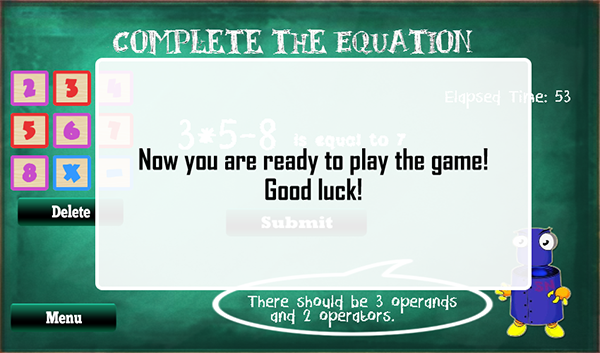 COMPLETE THE EQUATION
2 3 4
Elapsed Time: 53
5 6 7
3*5-8 is equal to 7
Now you are ready to play the game!
Good luck!
8 X -
Delete
Submit
There should be 3 operands
and 2 operators.
Menu